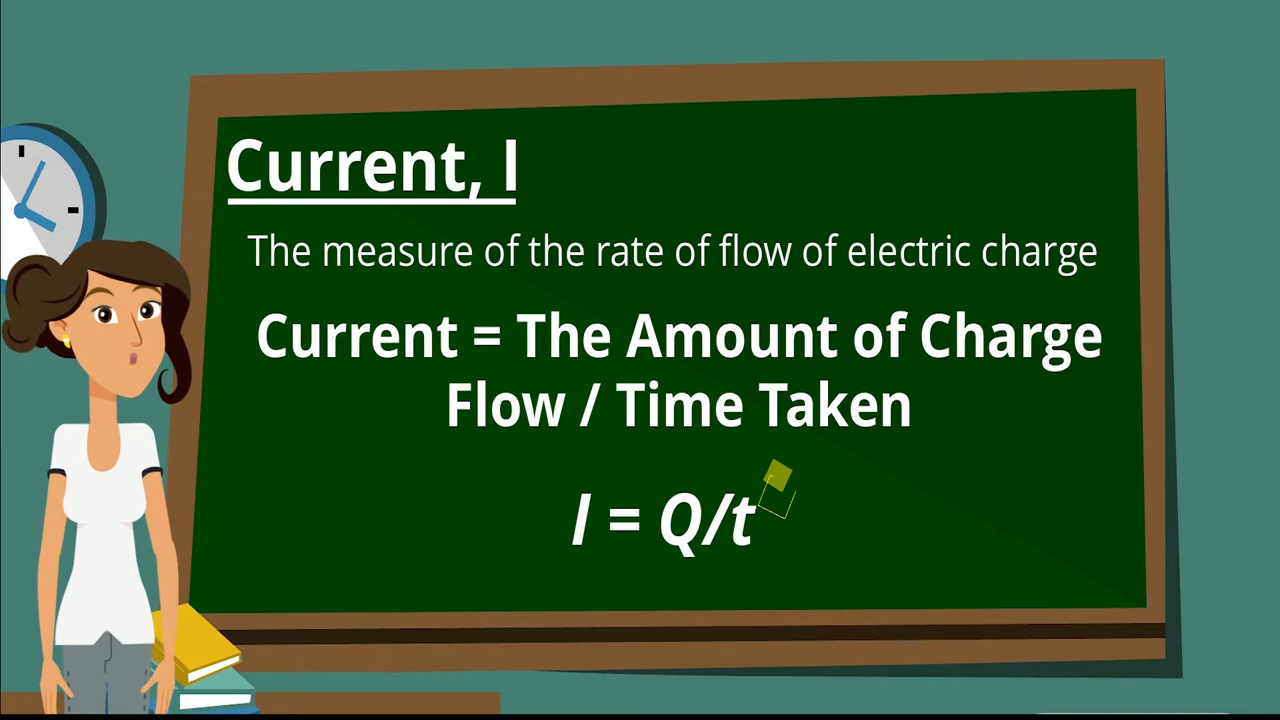 Current, I
The measure of the rate of flow of electric charge
Current = The Amount of Charge
Flow / Time Taken
I = Q/t